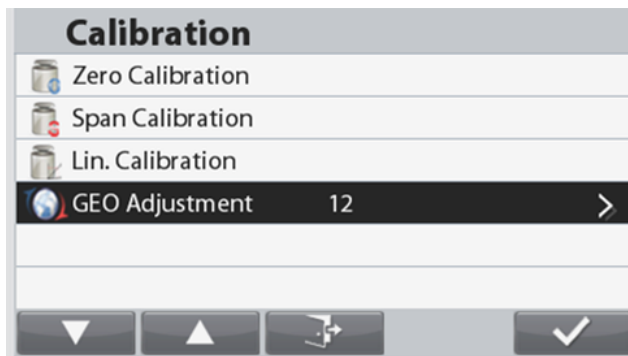 Calibration
Zero Calibration
Span Calibration
Lin. Calibration
GEO Adjustment 12